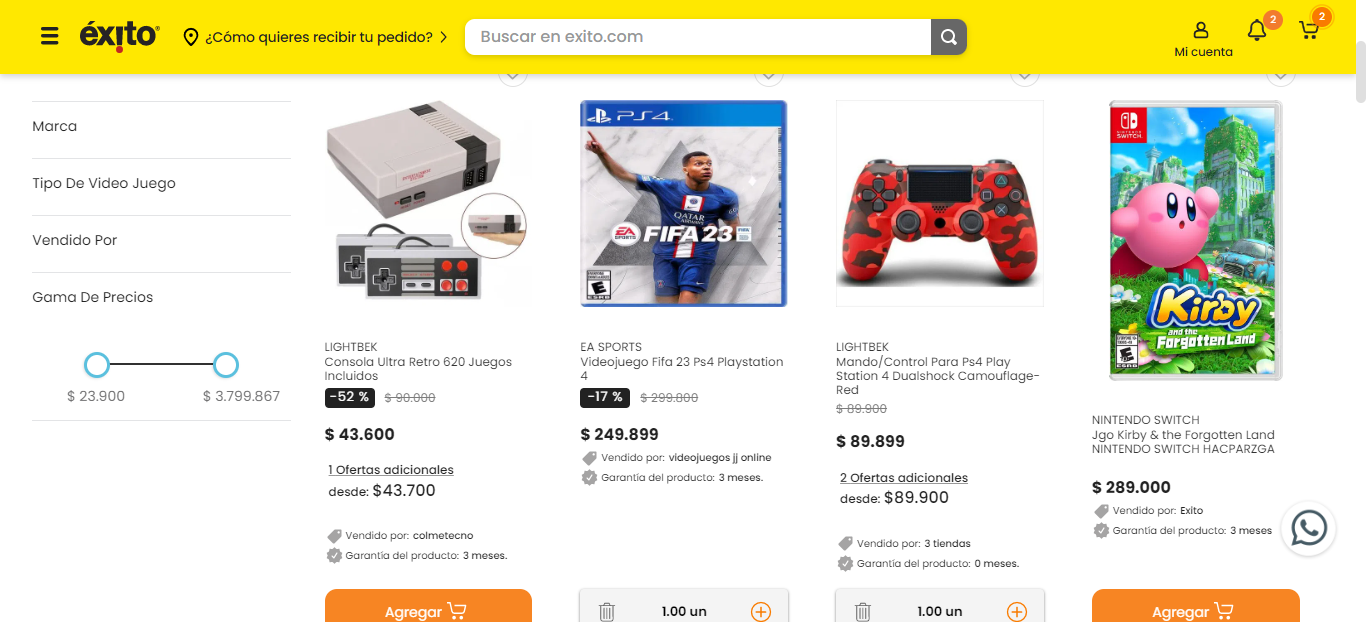 éxito
¿Cómo quieres recibir tu pedido?
Buscar en exito.com
Mi cuenta
2
2
Marca
Tipo De Video Juego
Vendido Por
Gama De Precios
$ 23.900
$ 3.799.867
LIGHTBEK
Consola Ultra Retro 620 Juegos
Incluidos
-52 %
$ 90.000
$ 43.600
1 Ofertas adicionales
desde: $43.700
Vendido por: colmetecno
Garantía del producto: 3 meses.
Agregar
PS4
QATAR
AIRWAYS
EA SPORTS
FIFA 23
ESRB
EA SPORTS
Videojuego Fifa 23 Ps4 Playstation
4
-17 %
$ 299.800
$ 249.899
Vendido por: videojuegos jj online
Garantía del producto: 3 meses.
1.00 un
LIGHTBEK
Mando/Control Para Ps4 Play
Station 4 Dualshock Camouflage-
Red
$ 89.900
$ 89.899
2 Ofertas adicionales
desde: $89.900
Vendido por: 3 tiendas
Garantía del producto: 0 meses.
1.00 un
NINTENDO
SWITCH
Kirby
and the
Forgotten Land
E
ESRB
NINTENDO SWITCH
Jgo Kirby & the Forgotten Land
NINTENDO SWITCH HACPARZGA
$ 289.000
Vendido por: Exito
Garantía del producto: 3 meses
Agregar